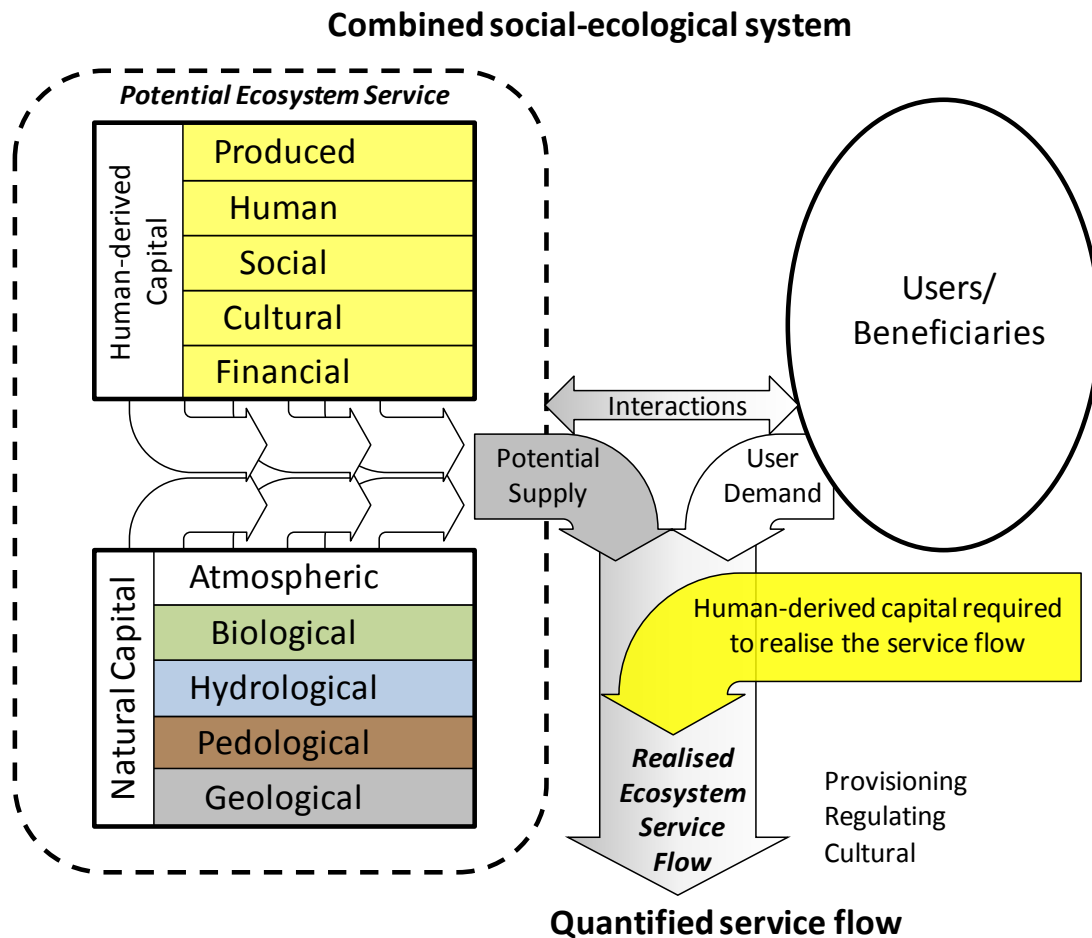 Combined social-ecological system
Potential Ecosystem Service
Human-derived
Capital
Produced
Human
Social
Cultural
Financial
Users/
Beneficiaries
Interactions
Potential
Supply
User
Demand
Natural Capital
Atmospheric
Biological
Hydrological
Pedological
Geological
Human-derived capital required
to realise the service flow
Realised
Ecosystem
Service
Flow
Provisioning
Regulating
Cultural
Quantified service flow